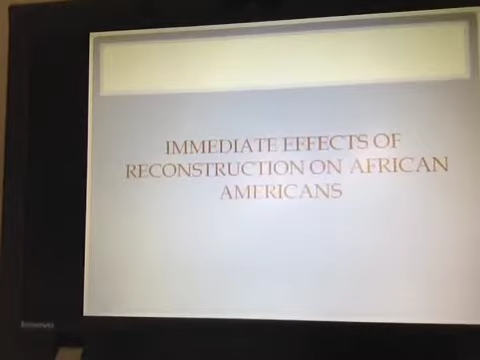 IMMEDIATE EFFECTS OF
RECONSTRUCTION ON AFRICAN
AMERICANS